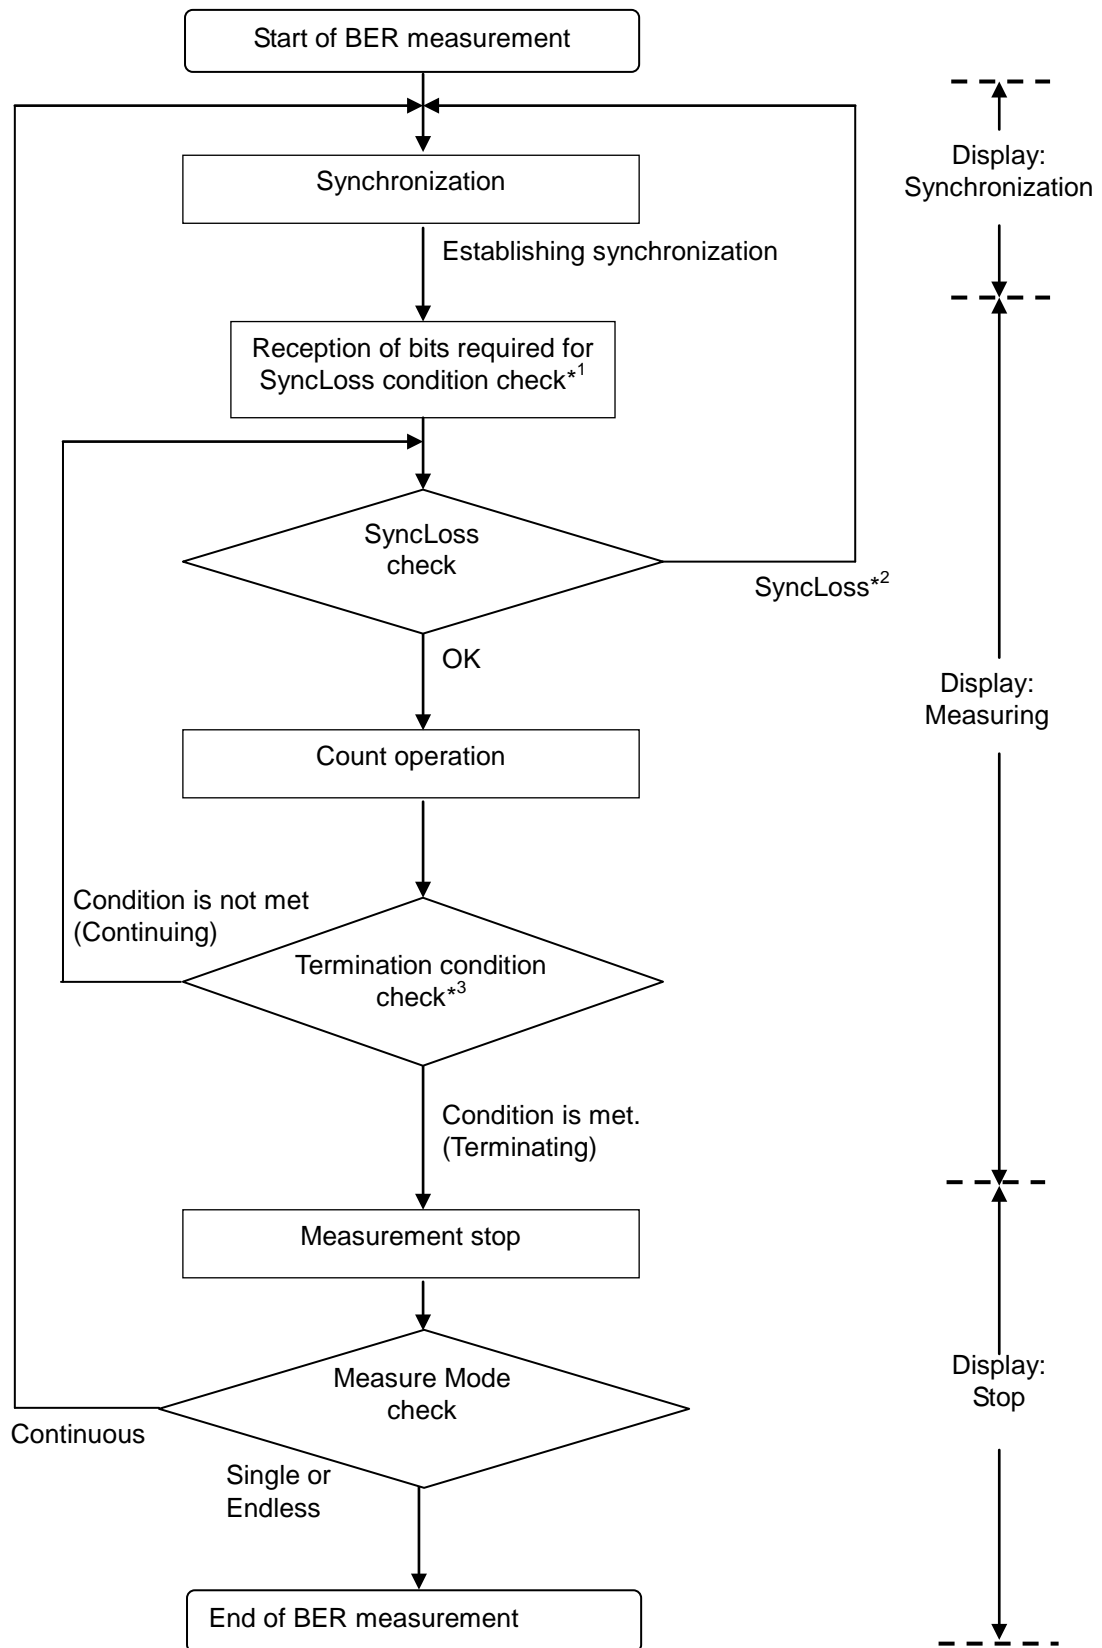 Start of BER measurement
Display:
Synchronization
Synchronization
Establishing synchronization
Reception of bits required for
SyncLoss condition check*1
SyncLoss
check
SyncLoss*2
OK
Display:
Measuring
Count operation
Condition is not met
(Continuing)
Termination condition
check*3
Condition is met.
(Terminating)
Measurement stop
Measure Mode
check
Display:
Stop
Continuous
Single or
Endless
End of BER measurement